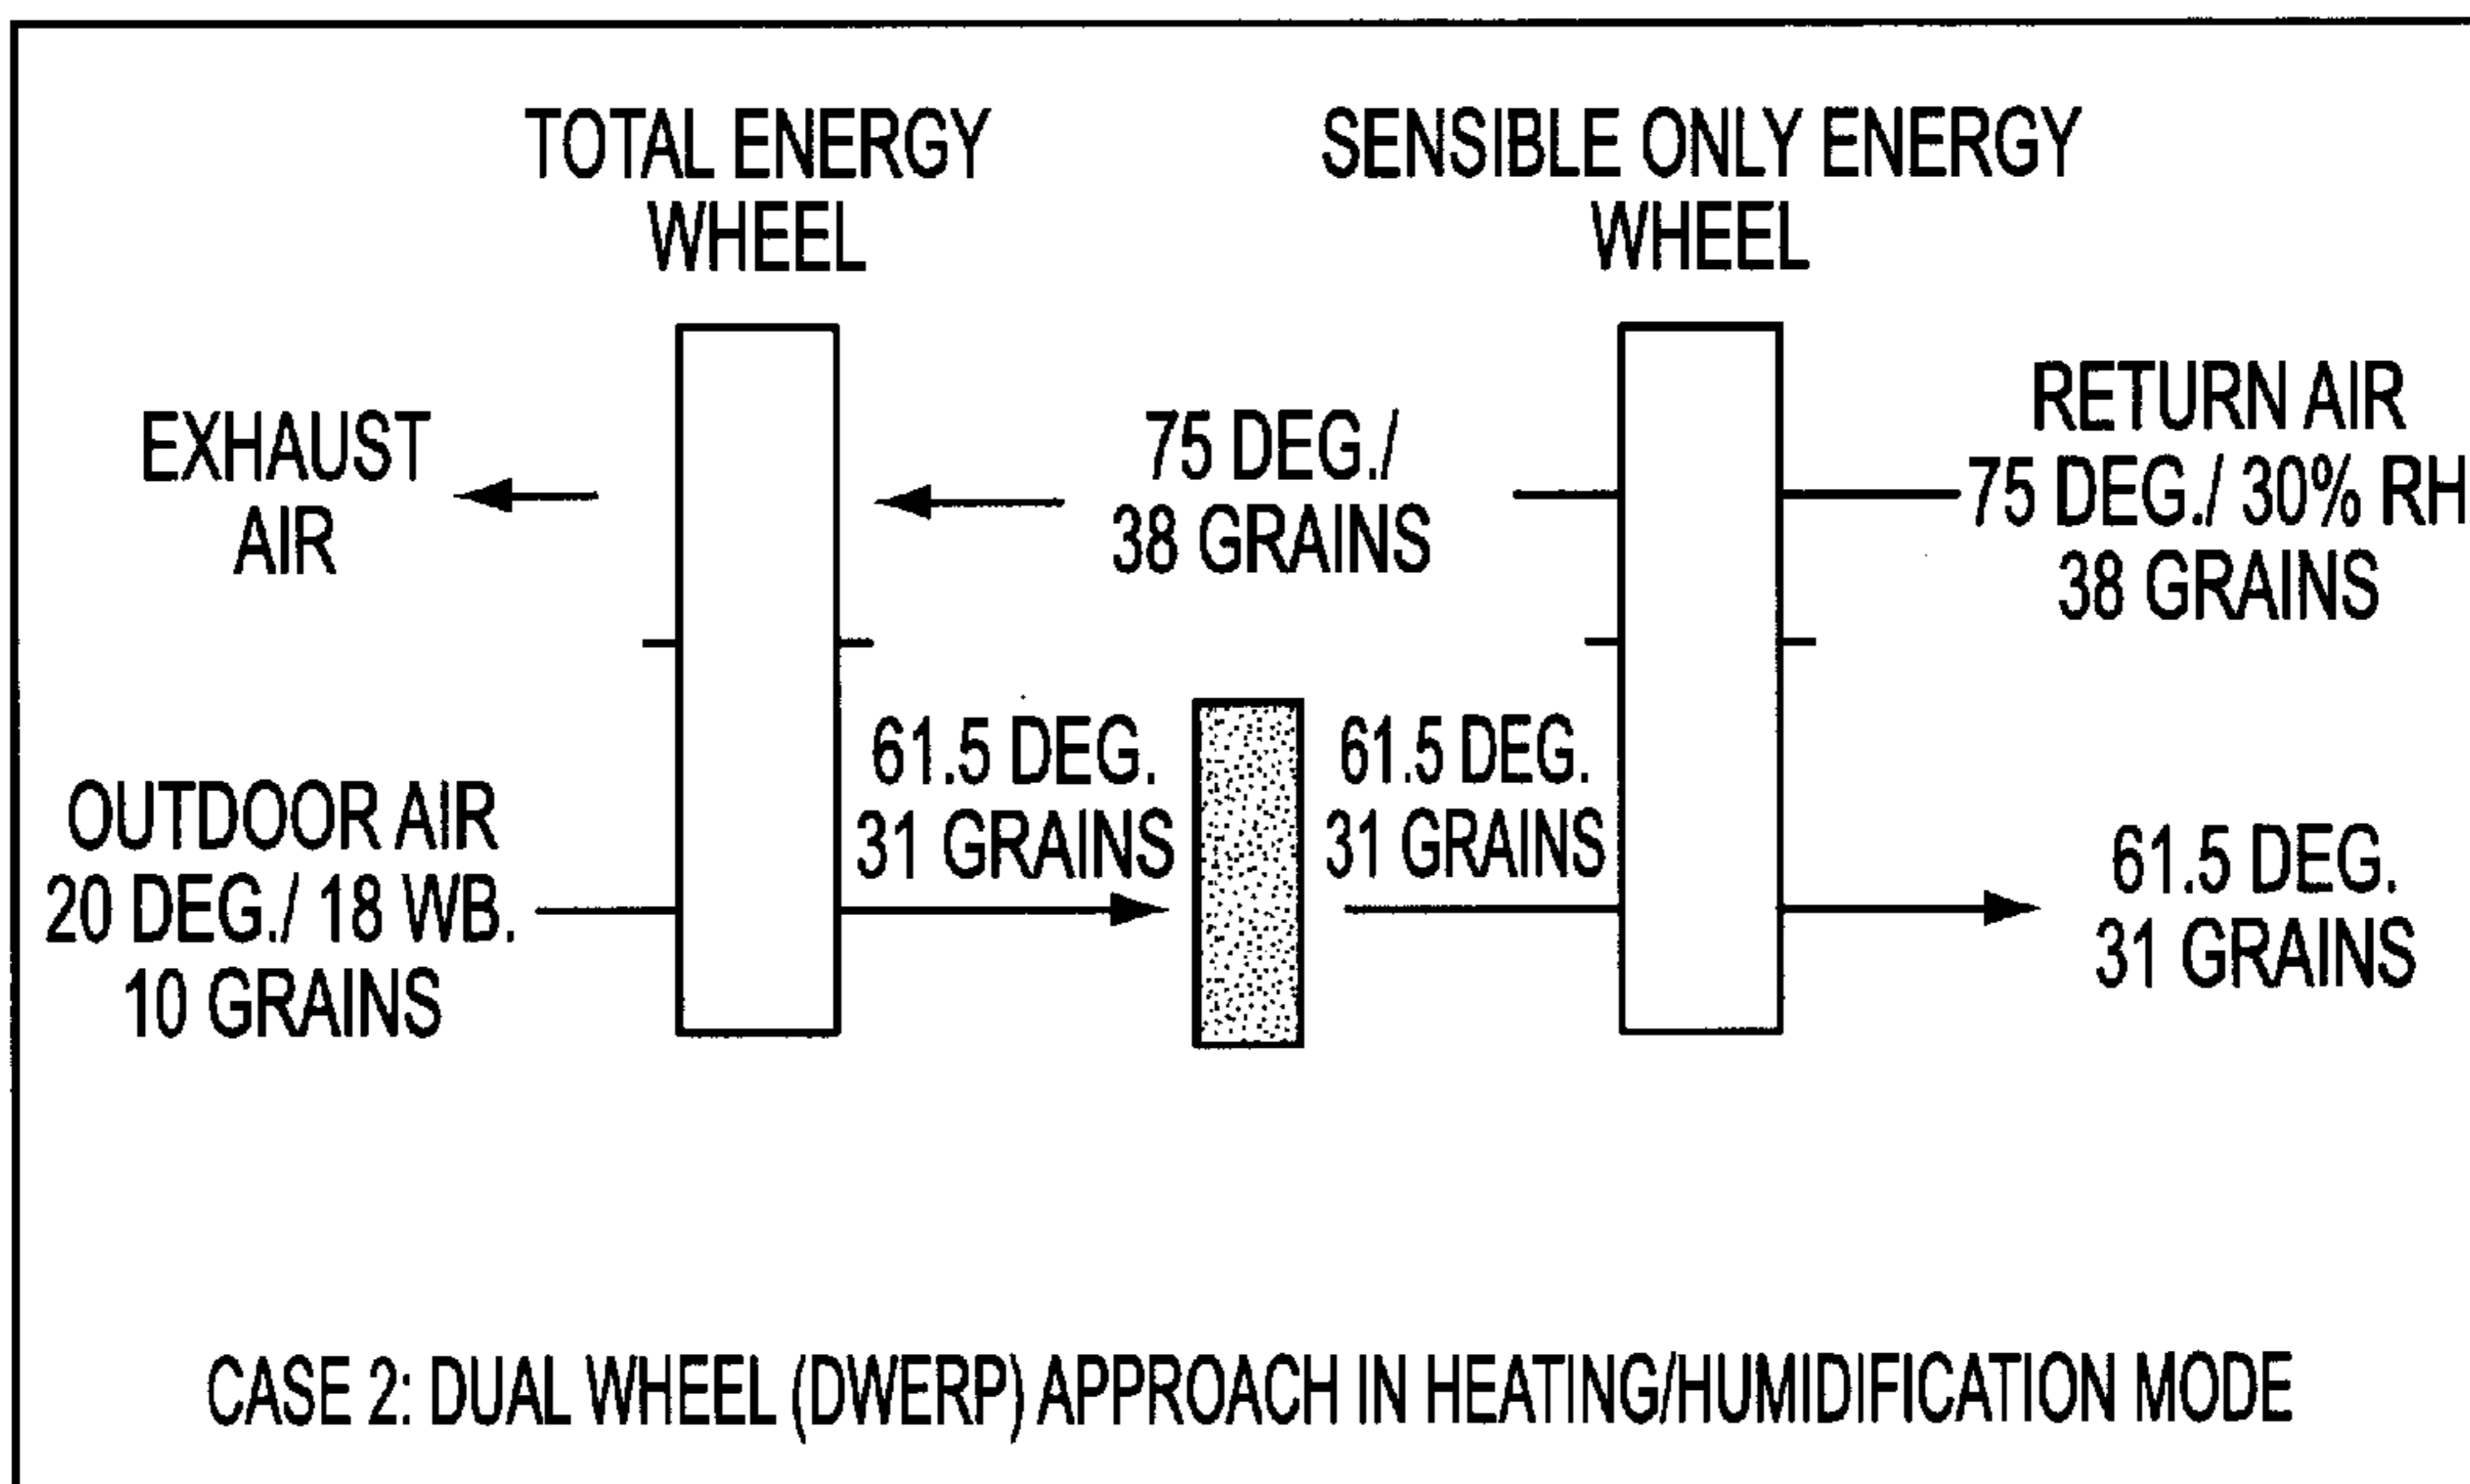 TOTAL ENERGY
WHEEL
SENSIBLE ONLY ENERGY
WHEEL
EXHAUST
AIR
75 DEG./
38 GRAINS
RETURN AIR
75 DEG./ 30% RH
38 GRAINS
OUTDOOR AIR
20 DEG./ 18 WB.
10 GRAINS
61.5 DEG.
31 GRAINS
61.5 DEG.
31 GRAINS
61.5 DEG.
31 GRAINS
CASE 2: DUAL WHEEL (DWERP) APPROACH IN HEATING/HUMIDIFICATION MODE